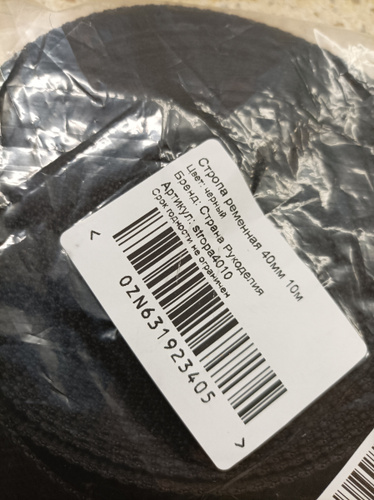 Стропа ременная 40мм 10м
Цвет: черный
Бренд: Страна Рукоделия
Артикул: stropa4010
Срок годности не ограничен
< >
OZN631923405